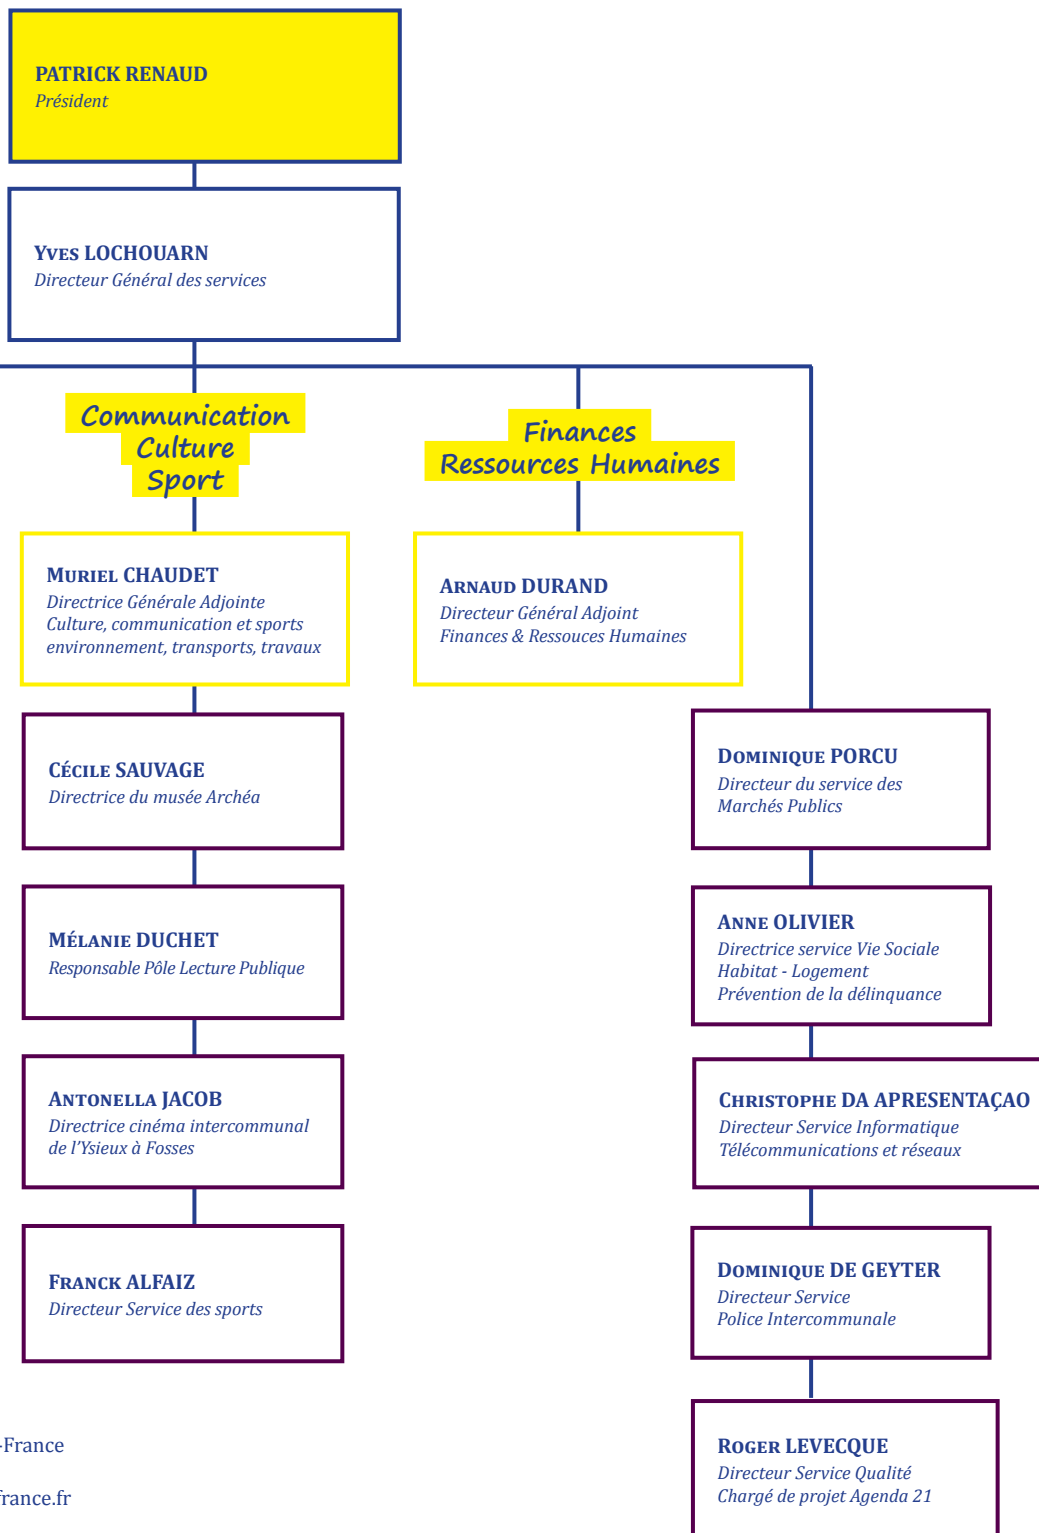 PATRICK RENAUD
Président
YVES LOCHOUARN
Directeur Général des services
Communication
Culture
Sport
Finances
Ressources Humaines
MURIEL CHAUDET
Directrice Générale Adjointe
Culture, communication et sports
environnement, transports, travaux
ARNAUD DURAND
Directeur Général Adjoint
Finances & Ressouces Humaines
CÉCILE SAUVAGE
Directrice du musée Archéa
MÉLANIE DUCHET
Responsable Pôle Lecture Publique
ANTONELLA JACOB
Directrice cinéma intercommunal
de l'Ysieux à Fosses
FRANCK ALFAIZ
Directeur Service des sports
DOMINIQUE PORCU
Directeur du service des
Marchés Publics
ANNE OLIVIER
Directrice service Vie Sociale
Habitat - Logement
Prévention de la délinquance
CHRISTOPHE DA APRESENTAÇAO
Directeur Service Informatique
Télécommunications et réseaux
DOMINIQUE DE GEYTER
Directeur Service
Police Intercommunale
ROGER LEVECQUE
Directeur Service Qualité
Chargé de projet Agenda 21
-France
france.fr